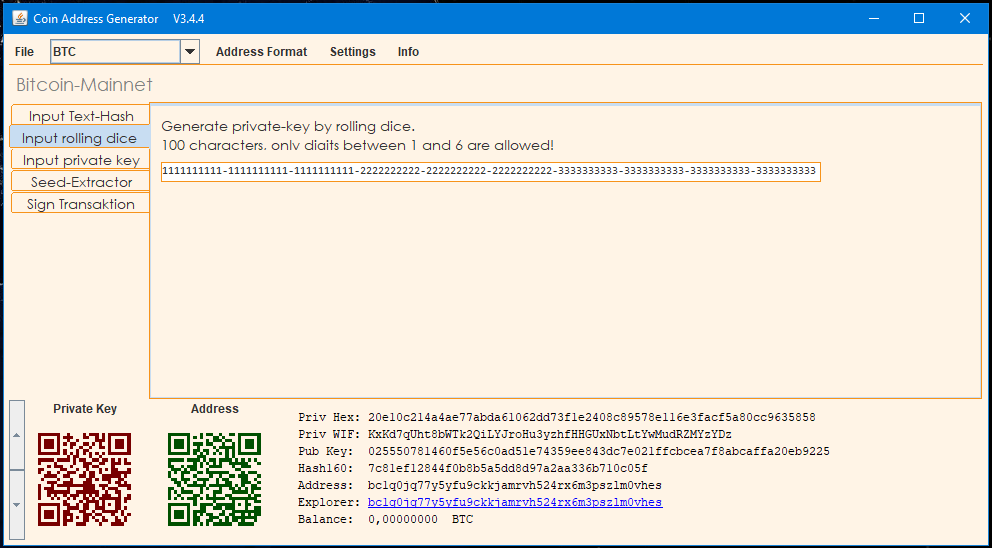 Coin Address Generator V3.4.4
File BTC Address Format Settings Info
Bitcoin-Mainnet
Input Text-Hash
Input rolling dice
Input private key
Seed-Extractor
Sign Transaktion
Generate private-key by rolling dice.
100 characters. only digits between 1 and 6 are allowed!
1111111111-1111111111-1111111111-2222222222-2222222222-2222222222-3333333333-3333333333-3333333333-3333333333
Private Key
Address
Priv Hex: 20e10c214a4ae77abda61062dd73f1e2408c89578e116e3facf5a80cc9635858
Priv WIF: KxKd7qUht8bWTk2QiLYJroHu3yzhfHHGUxNbtLtYwMudRZMYzYDz
Pub Key: 025550781460f5e56c0ad51e74359ee843dc7e021ffcbcea7f8abcaffa20eb9225
Hash160: 7c81ef12844f0b8b5a5dd8d97a2aa336b710c05f
Address: bc1q0jq77y5yfu9ckkjamrvh524rx6m3pszlm0vhes
Explorer: bc1q0jq77y5yfu9ckkjamrvh524rx6m3pszlm0vhes
Balance: 0,00000000 BTC